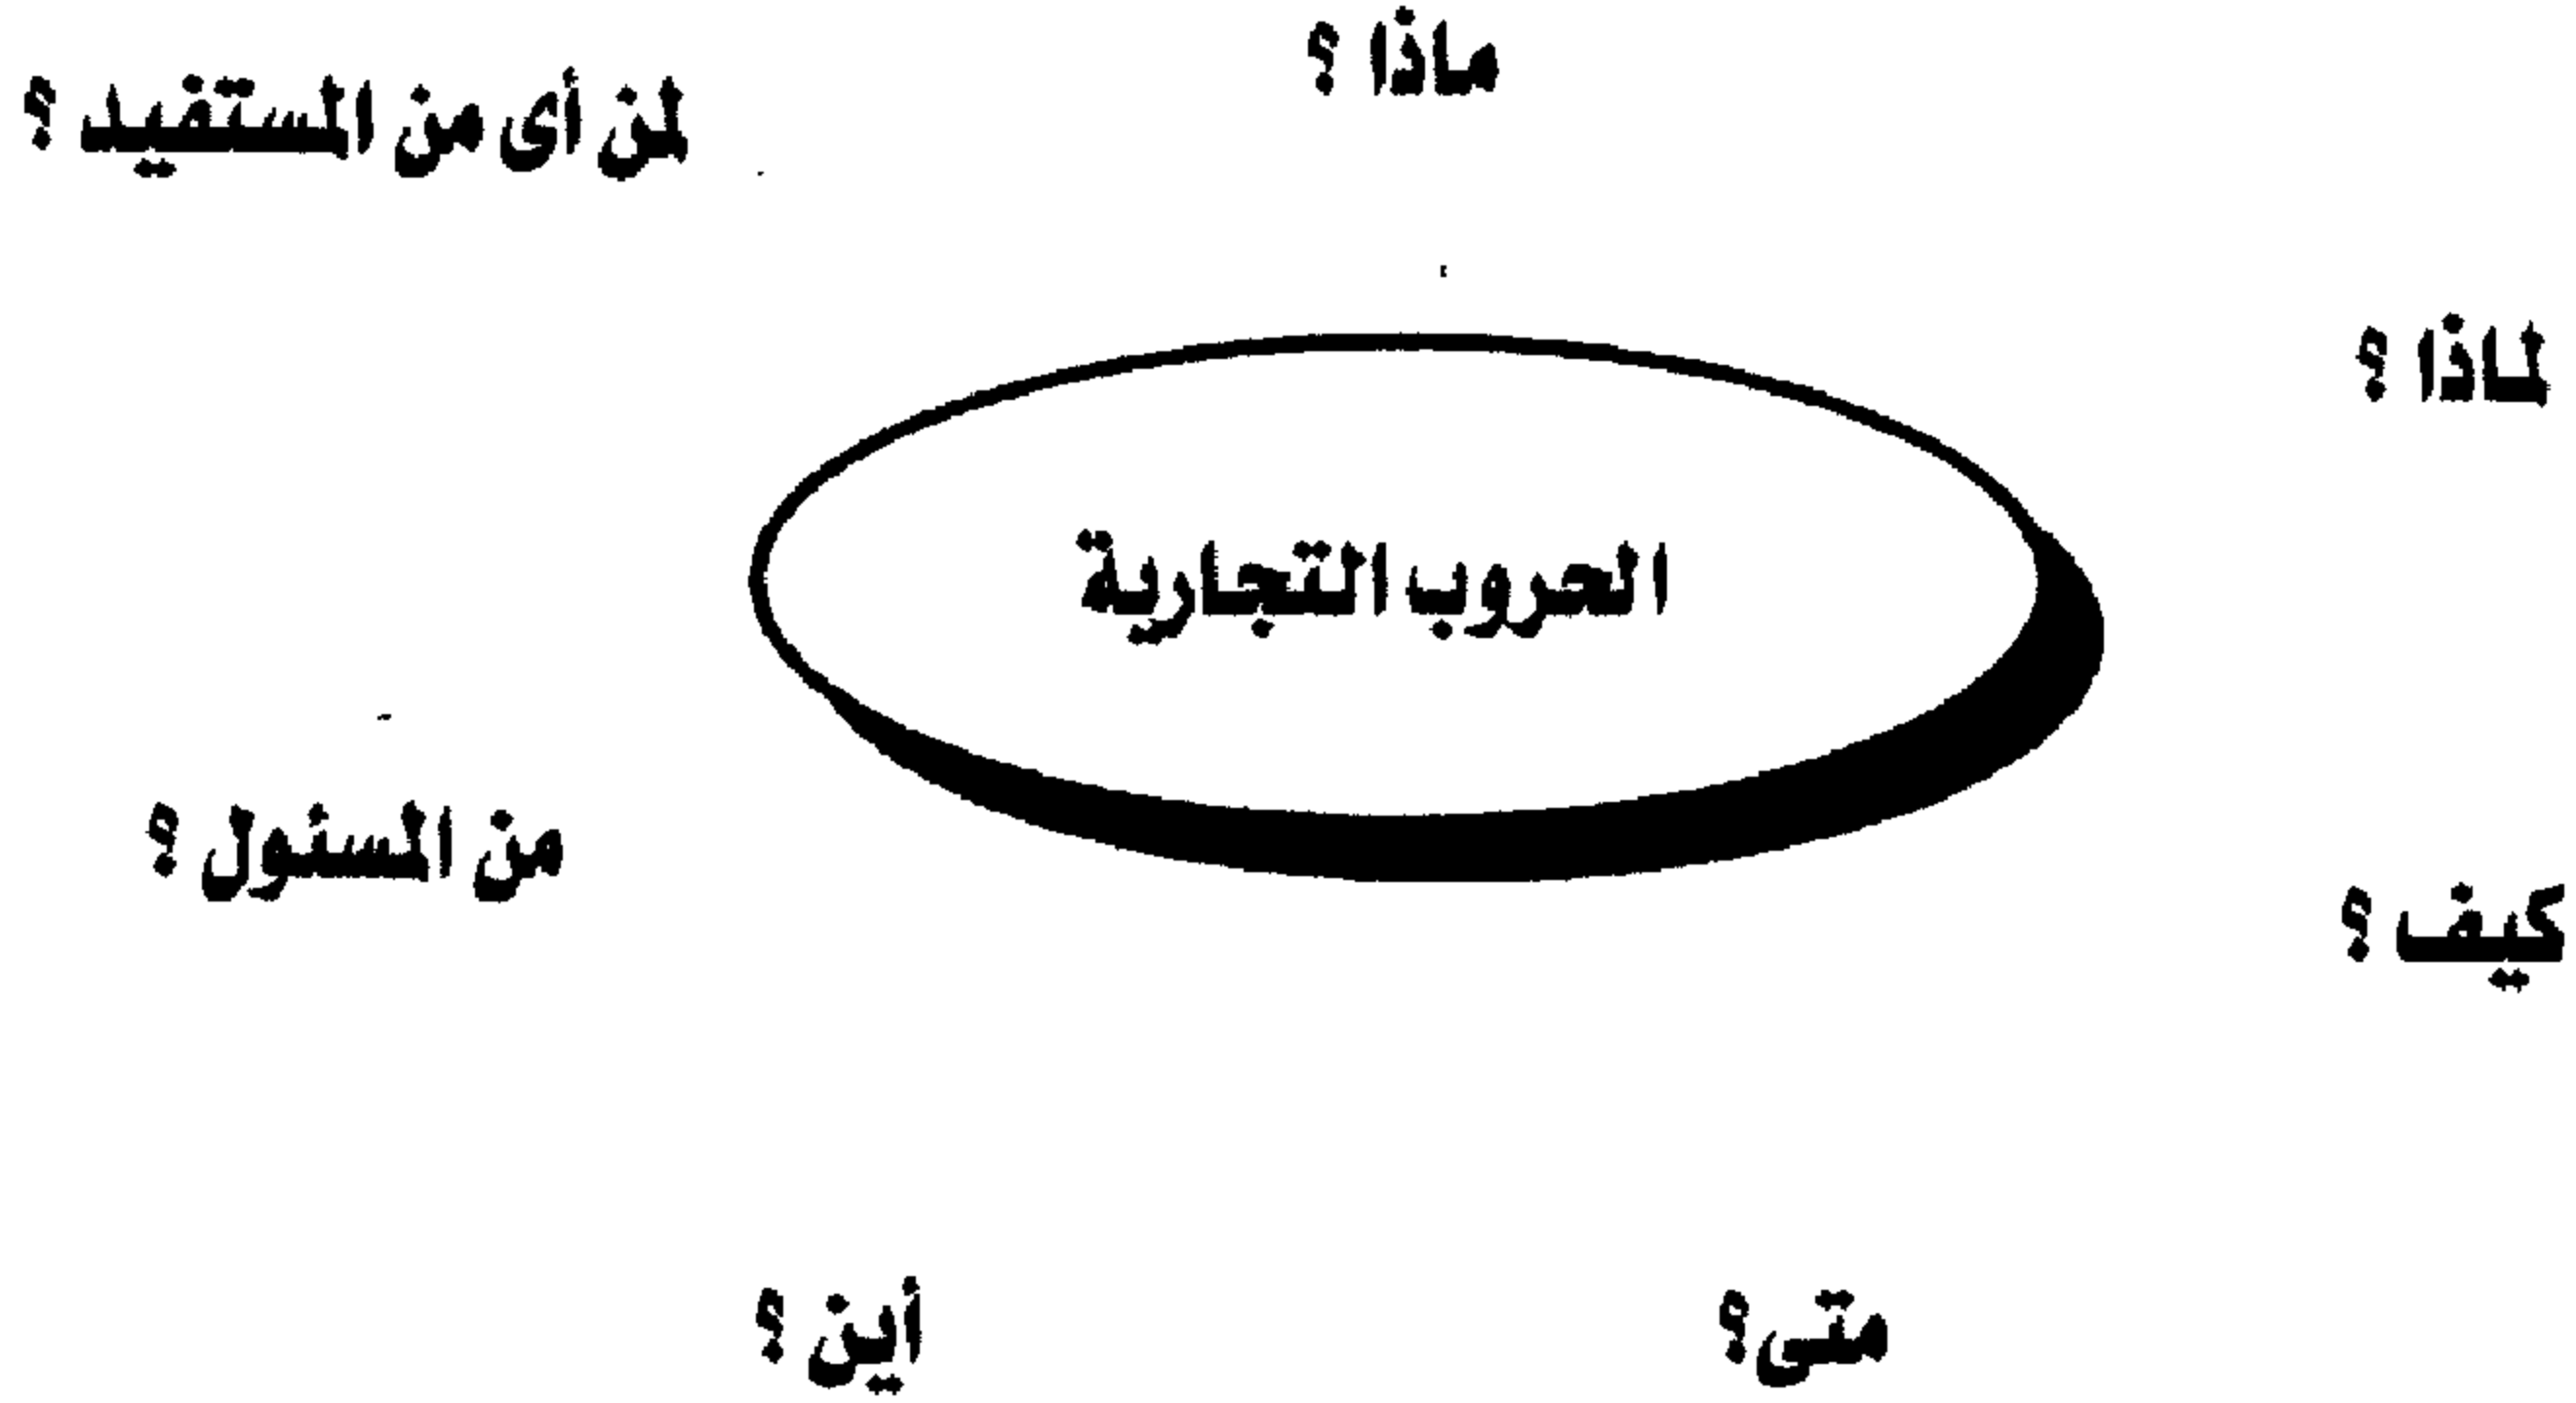 ماذا ؟
لمن أى من المستفيد ؟
لماذا ؟
الحروب التجارية
من المسئول ؟
كيف ؟
متى؟
أين ؟